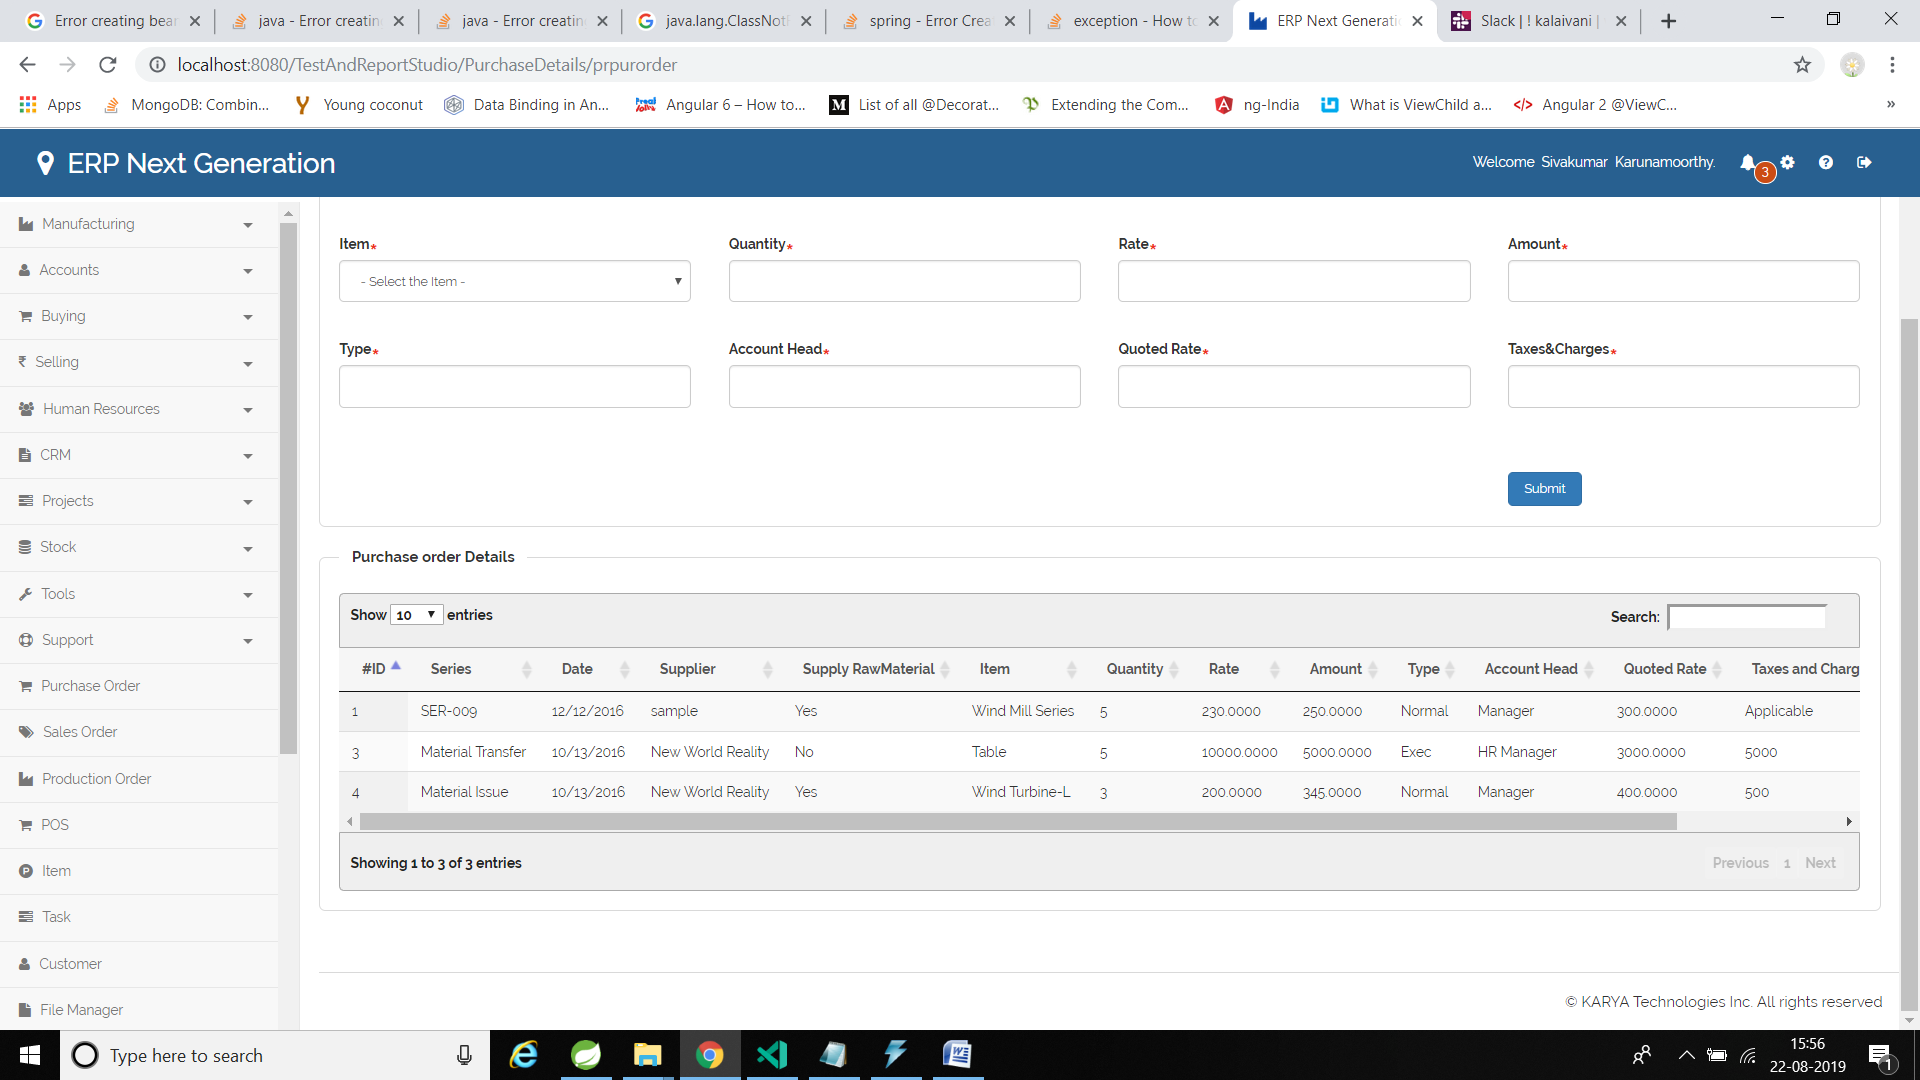 Error creating bear
java - Error creatin
java - Error creatin
java.lang.ClassNotF
spring - Error Crea
exception - How to
ERP Next Generati
Slack | ! kalaivani |
localhost:8080/TestAndReportStudio/PurchaseDetails/prpurorder
Apps MongoDB: Combin... Young coconut Data Binding in An... Angular 6 – How to... List of all @Decorat... Extending the Com... ng-India What is ViewChild a... Angular 2 @ViewC... »
ERP Next Generation
Welcome Sivakumar Karunamoorthy.
3
Manufacturing
Accounts
Buying
Selling
Human Resources
CRM
Projects
Stock
Tools
Support
Purchase Order
Sales Order
Production Order
POS
Item
Task
Customer
File Manager
Item* Quantity* Rate* Amount*
- Select the Item -
Type* Account Head* Quoted Rate* Taxes&Charges*
Submit
Purchase order Details
Show 10 entries Search:
#ID Series Date Supplier Supply RawMaterial Item Quantity Rate Amount Type Account Head Quoted Rate Taxes and Charg
1 SER-009 12/12/2016 sample Yes Wind Mill Series 5 230.0000 250.0000 Normal Manager 300.0000 Applicable
3 Material Transfer 10/13/2016 New World Reality No Table 5 10000.0000 5000.0000 Exec HR Manager 3000.0000 5000
4 Material Issue 10/13/2016 New World Reality Yes Wind Turbine-L 3 200.0000 345.0000 Normal Manager 400.0000 500
Showing 1 to 3 of 3 entries Previous 1 Next
© KARYA Technologies Inc. All rights reserved
Type here to search
15:56
22-08-2019
1